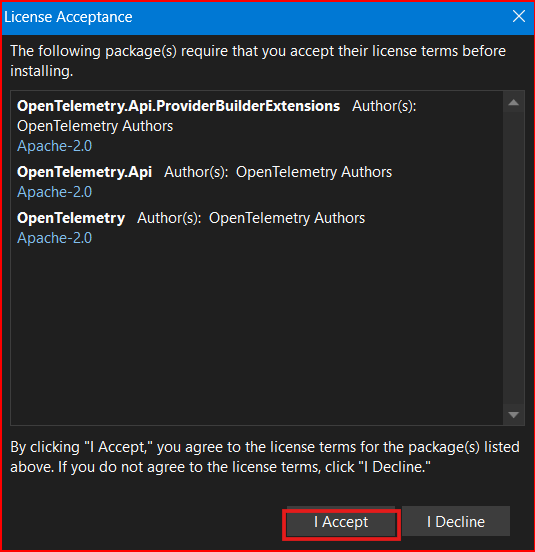 License Acceptance
The following package(s) require that you accept their license terms before
installing.
OpenTelemetry.Api.ProviderBuilderExtensions Author(s):
OpenTelemetry Authors
Apache-2.0
OpenTelemetry.Api Author(s): OpenTelemetry Authors
Apache-2.0
OpenTelemetry Author(s): OpenTelemetry Authors
Apache-2.0
By clicking "I Accept," you agree to the license terms for the package(s) listed
above. If you do not agree to the license terms, click "I Decline."
I Accept I Decline